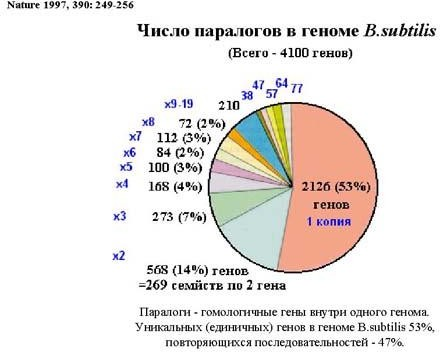 Nature 1997, 390: 249-256
Число паралогов в геноме B.subtilis
(Всего - 4100 генов)
64
47
57
77
38
x9-19
210
x8
72 (2%)
x7
112 (3%)
x6
84 (2%)
x5
100 (3%)
x4
168 (4%)
x3
273 (7%)
x2
568 (14%) генов
=269 семйств по 2 гена
2126 (53%)
генов
1 копия
Паралоги - гомологичные гены внутри одного генома.
Уникальных (единичных) генов в геноме B.subtilis 53%,
повторяющихся последовательностей - 47%.